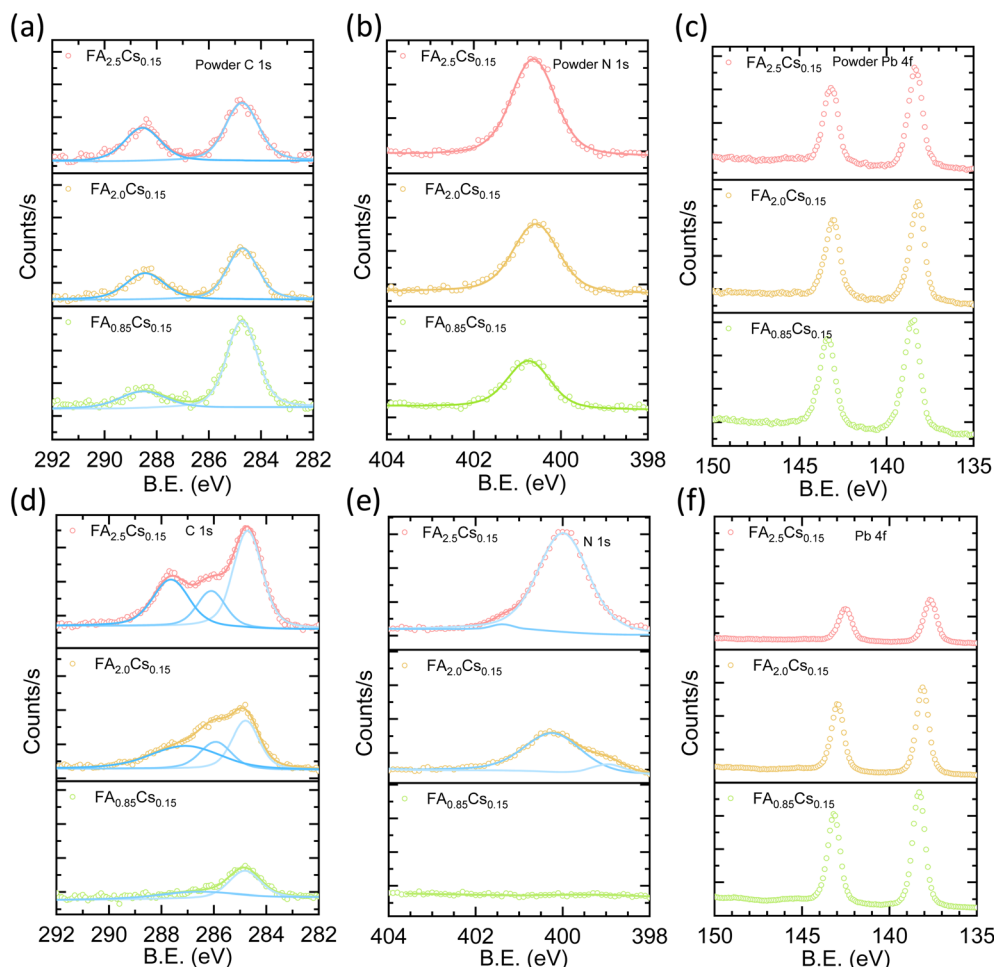 (a)
FA2.5Cs0.15
Powder C 1s
FA2.0Cs0.15
FA0.85Cs0.15
Counts/s
292 290 288 286 284 282
B.E. (eV)
(b)
FA2.5Cs0.15
Powder N 1s
FA2.0Cs0.15
FA0.85Cs0.15
Counts/s
404 402 400 398
B.E. (eV)
(c)
FA2.5Cs0.15
Powder Pb 4f
FA2.0Cs0.15
FA0.85Cs0.15
Counts/s
150 145 140 135
B.E. (eV)
(d)
FA2.5Cs0.15
C 1s
FA2.0Cs0.15
FA0.85Cs0.15
Counts/s
292 290 288 286 284 282
B.E. (eV)
(e)
FA2.5Cs0.15
N 1s
FA2.0Cs0.15
FA0.85Cs0.15
Counts/s
404 402 400 398
B.E. (eV)
(f)
FA2.5Cs0.15
Pb 4f
FA2.0Cs0.15
FA0.85Cs0.15
Counts/s
150 145 140 135
B.E. (eV)